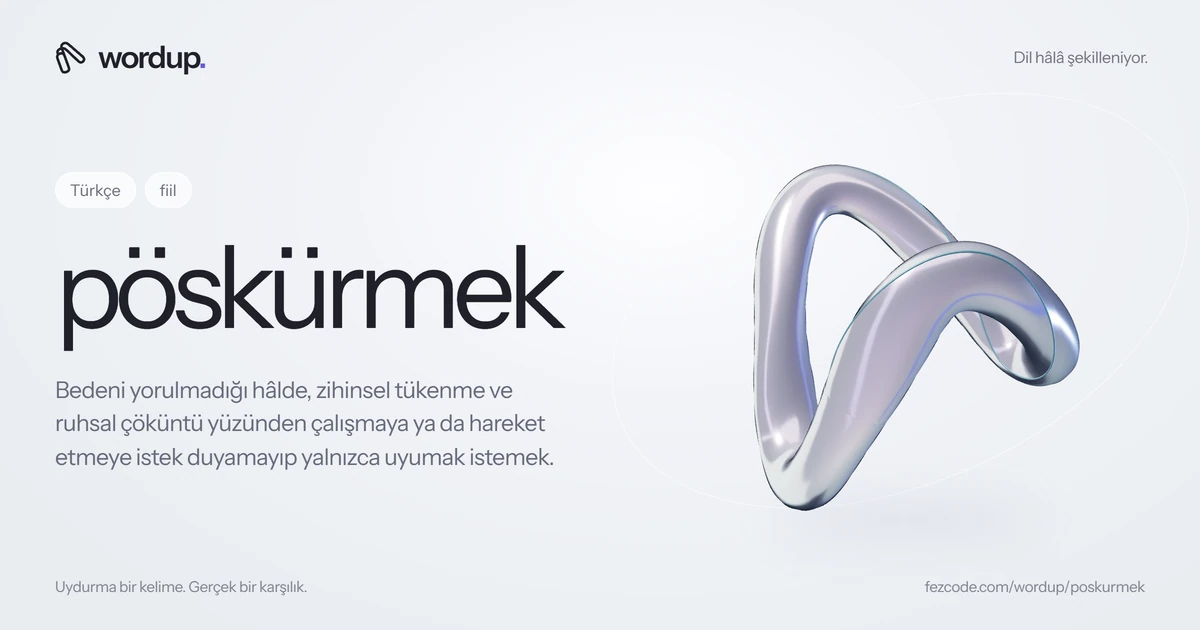 wordup.
Dil hâlâ şekilleniyor.
Türkçe
fiil
pöskürmek
Bedeni yorulmadığı hâlde, zihinsel tükenme ve
ruhsal çöküntü yüzünden çalışmaya ya da hareket
etmeye istek duyamayıp yalnızca uyumak istemek.
Uydurma bir kelime. Gerçek bir karşılık.
fezcode.com/wordup/poskurmek